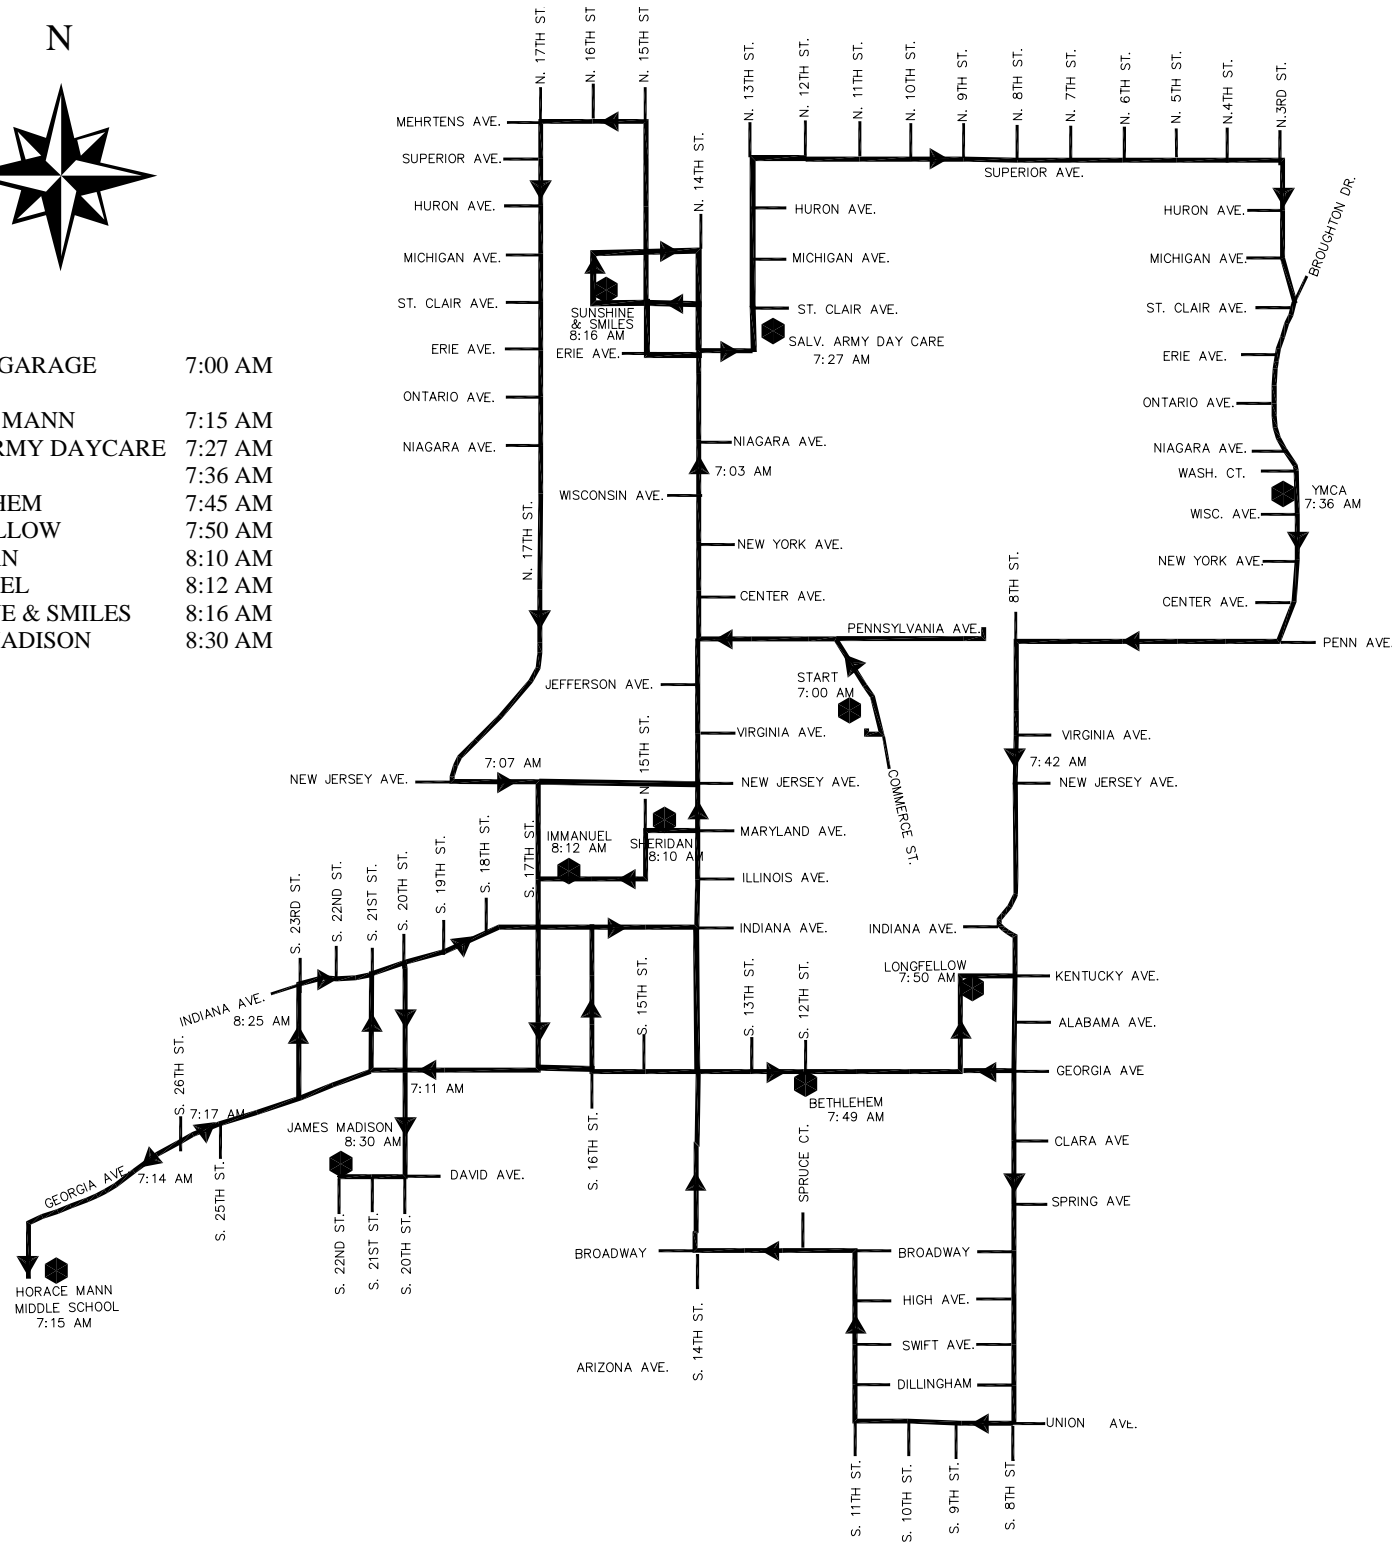 N
N. 17TH ST.
N. 16TH ST
N. 15TH ST
N. 14TH ST.
N. 13TH ST.
N. 12TH ST.
N. 11TH ST.
N. 10TH ST.
N. 9TH ST.
N. 8TH ST.
N. 7TH ST.
N. 6TH ST.
N. 5TH ST.
N.4TH ST.
N.3RD ST.
MEHRTENS AVE.
SUPERIOR AVE.
HURON AVE.
MICHIGAN AVE.
ST. CLAIR AVE.
ERIE AVE.
ONTARIO AVE.
NIAGARA AVE.
SUNSHINE
& SMILES
8:16 AM
ERIE AVE.
SUPERIOR AVE.
HURON AVE.
MICHIGAN AVE.
ST. CLAIR AVE.
SALV. ARMY DAY CARE
7:27 AM
HURON AVE.
MICHIGAN AVE.
BROUGHTON DR.
ST. CLAIR AVE.
ERIE AVE.
ONTARIO AVE.
NIAGARA AVE.
WASH. CT.
YMCA
7:36 AM
WISC. AVE.
NEW YORK AVE.
CENTER AVE.
PENN AVE.
GARAGE 7:00 AM
MANN 7:15 AM
RMY DAYCARE 7:27 AM
7:36 AM
HEM 7:45 AM
LLOW 7:50 AM
AN 8:10 AM
EL 8:12 AM
E & SMILES 8:16 AM
ADISON 8:30 AM
NIAGARA AVE.
7:03 AM
WISCONSIN AVE.
NEW YORK AVE.
N. 17TH ST.
CENTER AVE.
PENNSYLVANIA AVE.
8TH ST.
JEFFERSON AVE.
START
7:00 AM
VIRGINIA AVE.
COMMERCE ST.
N. 15TH ST.
VIRGINIA AVE.
7:42 AM
NEW JERSEY AVE.
7:07 AM
NEW JERSEY AVE.
NEW JERSEY AVE.
IMMANUEL
8:12 AM
SHERIDAN
8:10 AM
MARYLAND AVE.
ILLINOIS AVE.
S. 17TH ST.
S. 18TH ST.
S. 19TH ST.
S. 20TH ST.
S. 21ST ST.
S. 22ND ST.
S. 23RD ST.
INDIANA AVE.
INDIANA AVE.
INDIANA AVE.
8:25 AM
LONGFELLOW
7:50 AM
KENTUCKY AVE.
ALABAMA AVE.
GEORGIA AVE
S. 15TH ST.
S. 13TH ST.
S. 12TH ST.
7:11 AM
BETHLEHEM
7:49 AM
S. 26TH ST.
7:17 AM
JAMES MADISON
8:30 AM
S. 16TH ST.
SPRUCE CT.
CLARA AVE
GEORGIA AVE.
7:14 AM
S. 25TH ST.
DAVID AVE.
SPRING AVE
S. 22ND ST.
S. 21ST ST.
S. 20TH ST.
BROADWAY
BROADWAY
HORACE MANN
MIDDLE SCHOOL
7:15 AM
HIGH AVE.
S. 14TH ST.
SWIFT AVE.
ARIZONA AVE.
DILLINGHAM
UNION AVE.
S. 11TH ST.
S. 10TH ST.
S. 9TH ST.
S. 8TH ST